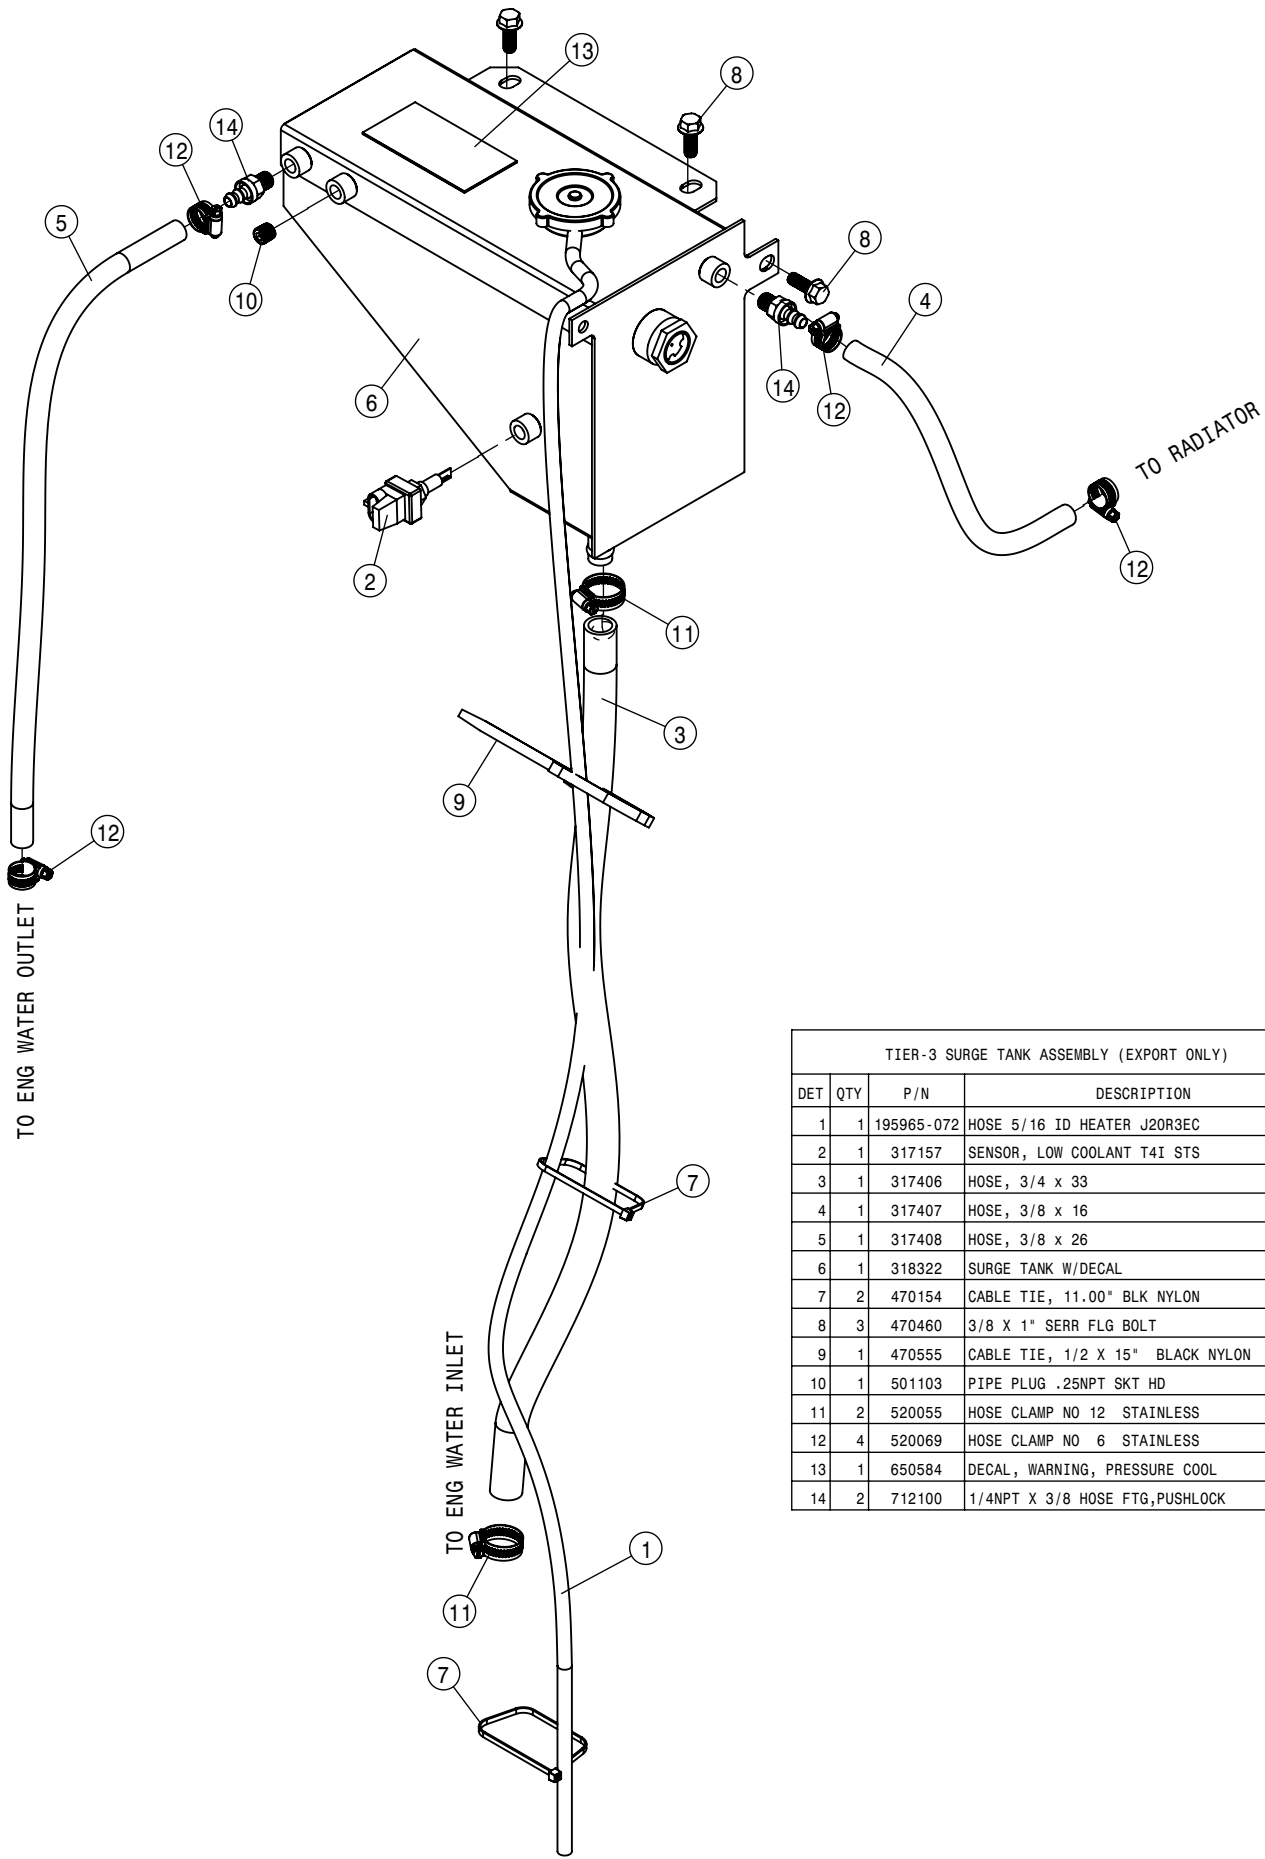 13
8
14
12
5
8
10
4
14
12
6
TO RADIATOR
2
12
11
3
9
12
TO ENG WATER OUTLET
7
TO ENG WATER INLET
1
11
7
TIER-3 SURGE TANK ASSEMBLY (EXPORT ONLY)
DET QTY P/N DESCRIPTION
1 1 195965-072 HOSE 5/16 ID HEATER J20R3EC
2 1 317157 SENSOR, LOW COOLANT T4I STS
3 1 317406 HOSE, 3/4 x 33
4 1 317407 HOSE, 3/8 x 16
5 1 317408 HOSE, 3/8 x 26
6 1 318322 SURGE TANK W/DECAL
7 2 470154 CABLE TIE, 11.00" BLK NYLON
8 3 470460 3/8 X 1" SERR FLG BOLT
9 1 470555 CABLE TIE, 1/2 X 15" BLACK NYLON
10 1 501103 PIPE PLUG .25NPT SKT HD
11 2 520055 HOSE CLAMP NO 12 STAINLESS
12 4 520069 HOSE CLAMP NO 6 STAINLESS
13 1 650584 DECAL, WARNING, PRESSURE COOL
14 2 712100 1/4NPT X 3/8 HOSE FTG,PUSHLOCK